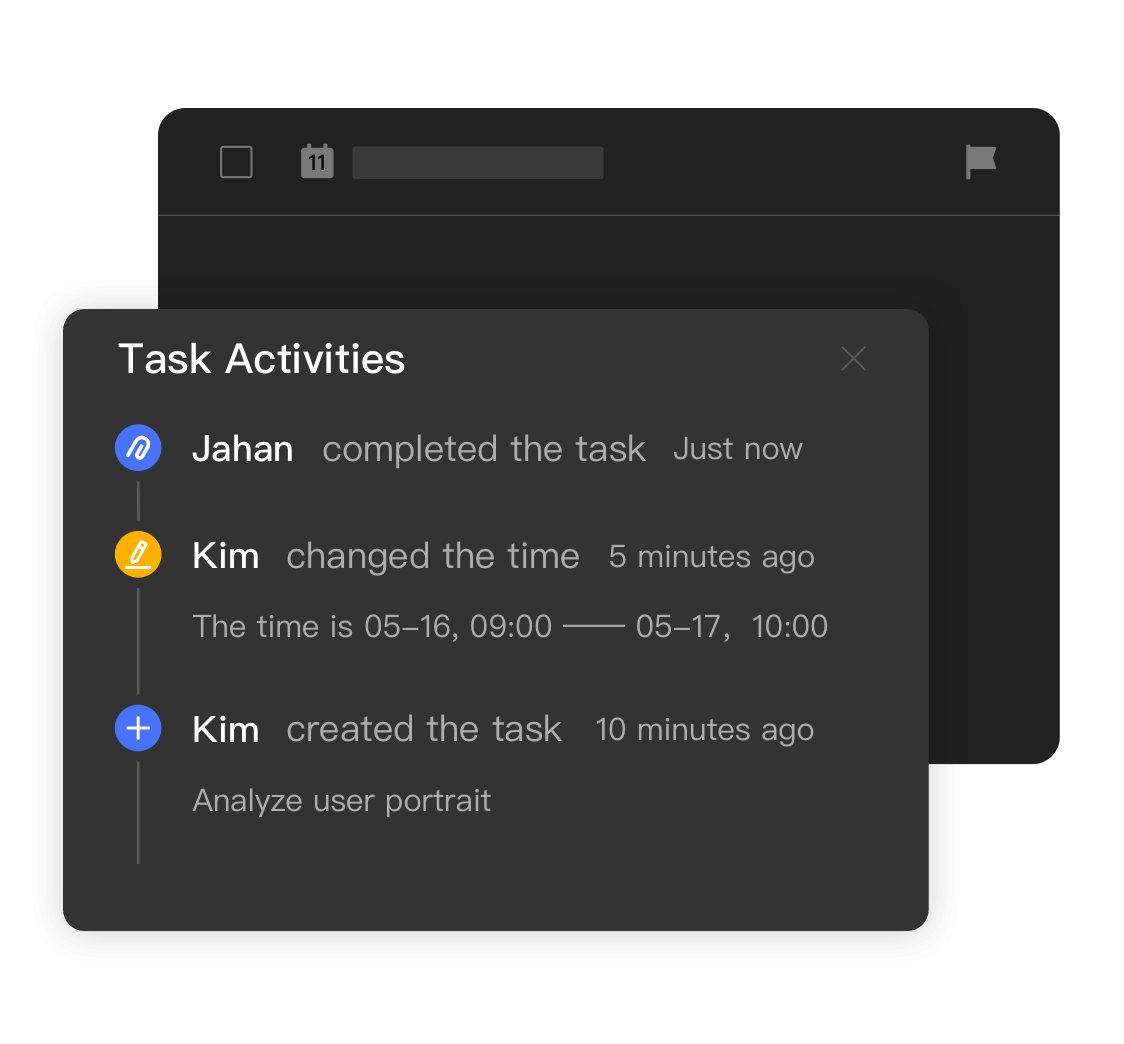 11
Task Activities
Jahan completed the task Just now
Kim changed the time 5 minutes ago
The time is 05–16, 09:00 —— 05–17, 10:00
Kim created the task 10 minutes ago
Analyze user portrait